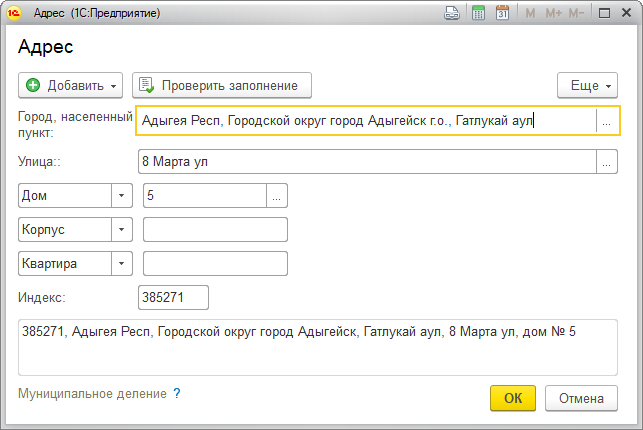 Адрес (1С:Предприятие) M M+ M-
Адрес
Добавить Проверить заполнение Еще
Город, населенный
пункт:
Адыгея Респ, Городской округ город Адыгейск г.о., Гатлукай аул ...
Улица:: 8 Марта ул ...
Дом 5 ...
Корпус
Квартира
Индекс: 385271
385271, Адыгея Респ, Городской округ город Адыгейск, Гатлукай аул, 8 Марта ул, дом № 5
Муниципальное деление ? ОК Отмена